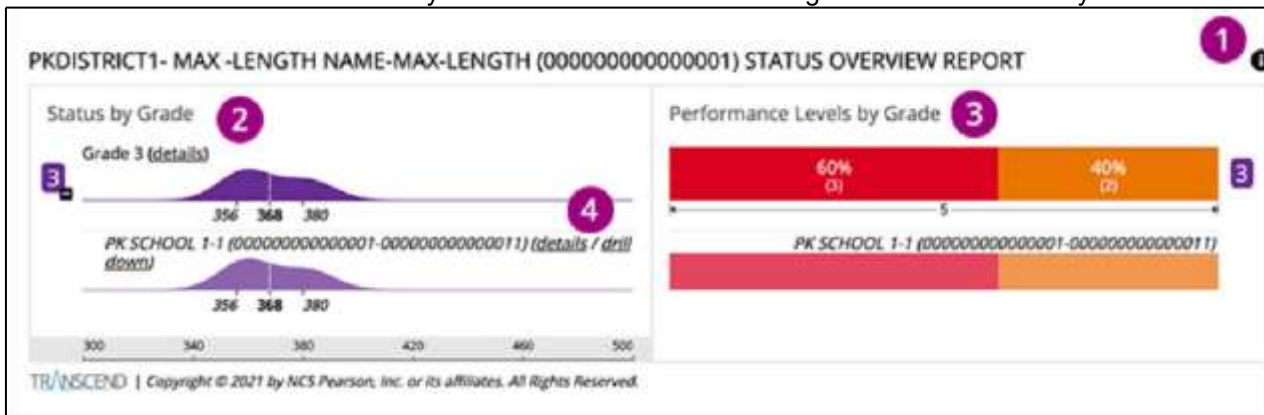 1
PKDISTRICT1- MAX -LENGTH NAME-MAX-LENGTH (000000000000001) STATUS OVERVIEW REPORT
Status by Grade 2
Performance Levels by Grade 3
Grade 3 (details)
3
356 368 380
4
PK SCHOOL 1-1 (000000000000001-000000000000011) (details / drill
down)
356 368 380
300 340 380 420 460 500
60%
(3)
40%
(2)
3
5
PK SCHOOL 1-1 (000000000000001-000000000000011)
TRANSCEND | Copyright © 2021 by NCS Pearson, Inc. or its affiliates. All Rights Reserved.